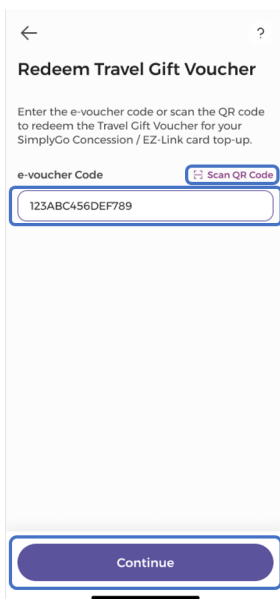 ?
Redeem Travel Gift Voucher
Enter the e-voucher code or scan the QR code
to redeem the Travel Gift Voucher for your
SimplyGo Concession / EZ-Link card top-up.
e-voucher Code
Scan QR Code
123ABC456DEF789
Continue